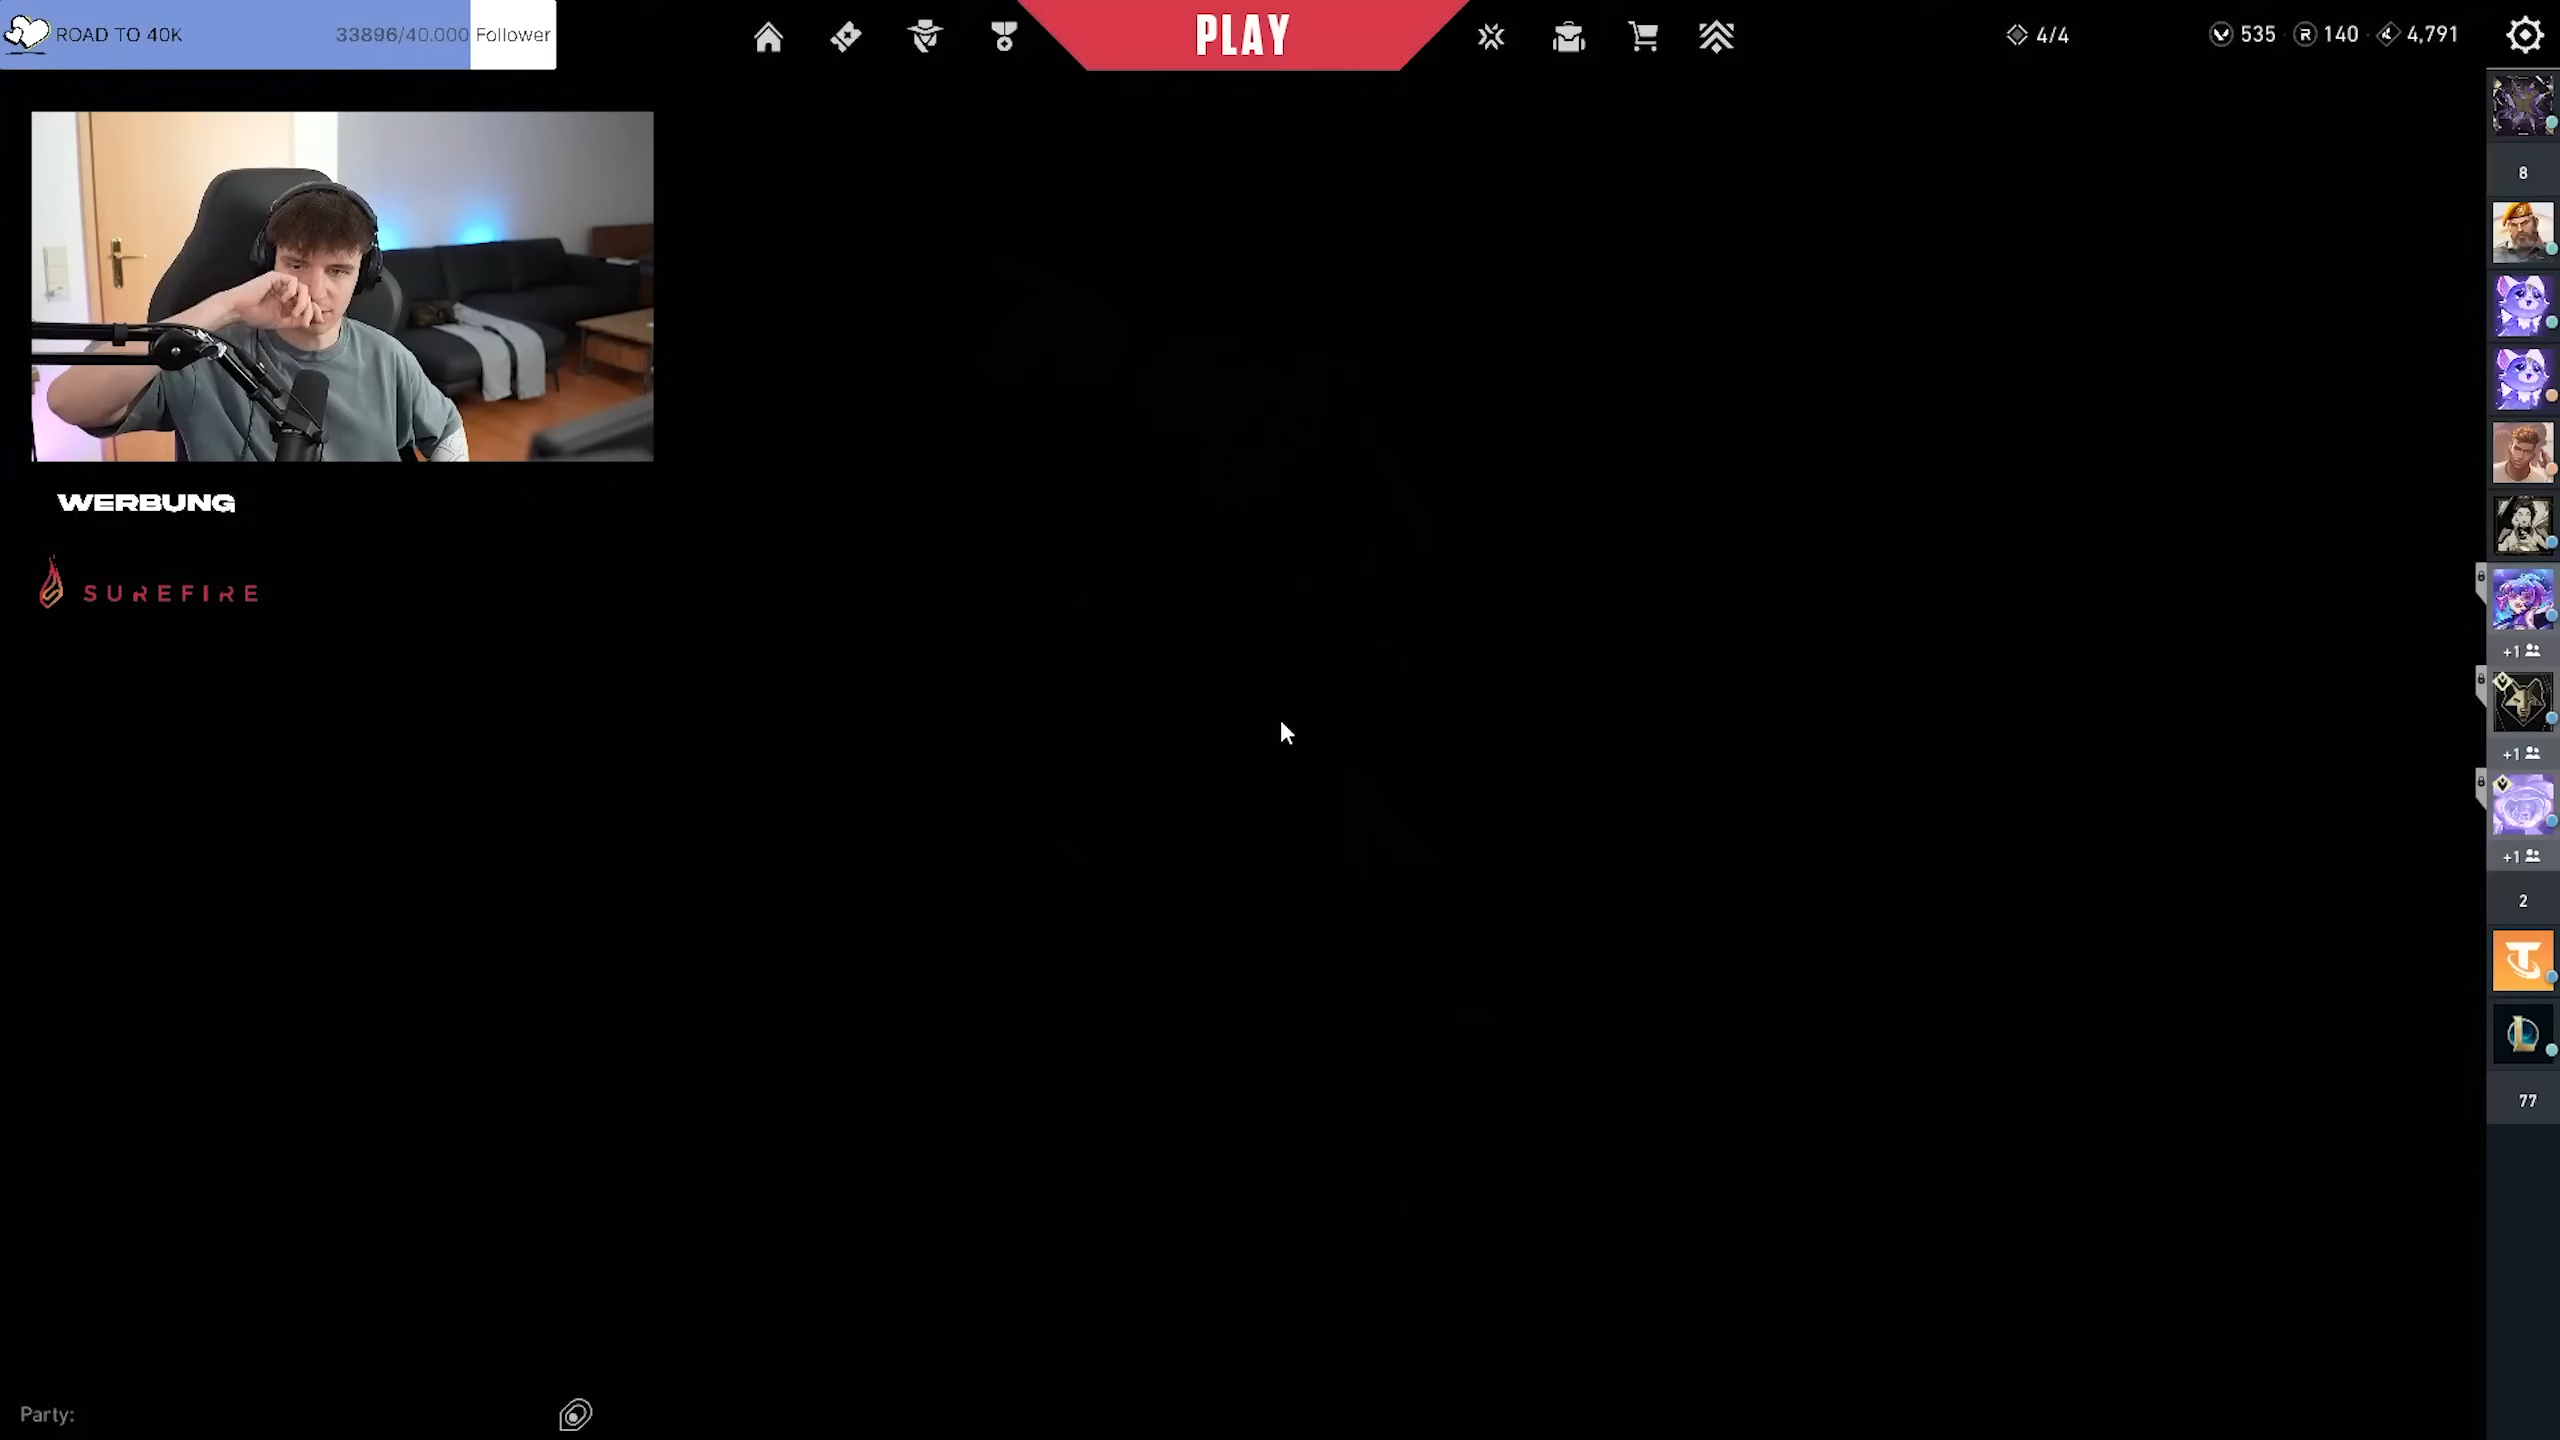 ROAD TO 40K 33896/40.000 Follower
PLAY
4/4
535 R 140 4,791
8
WERBUNG
SUREFIRE
+1
+1
+1
2
T
L
77
Party: